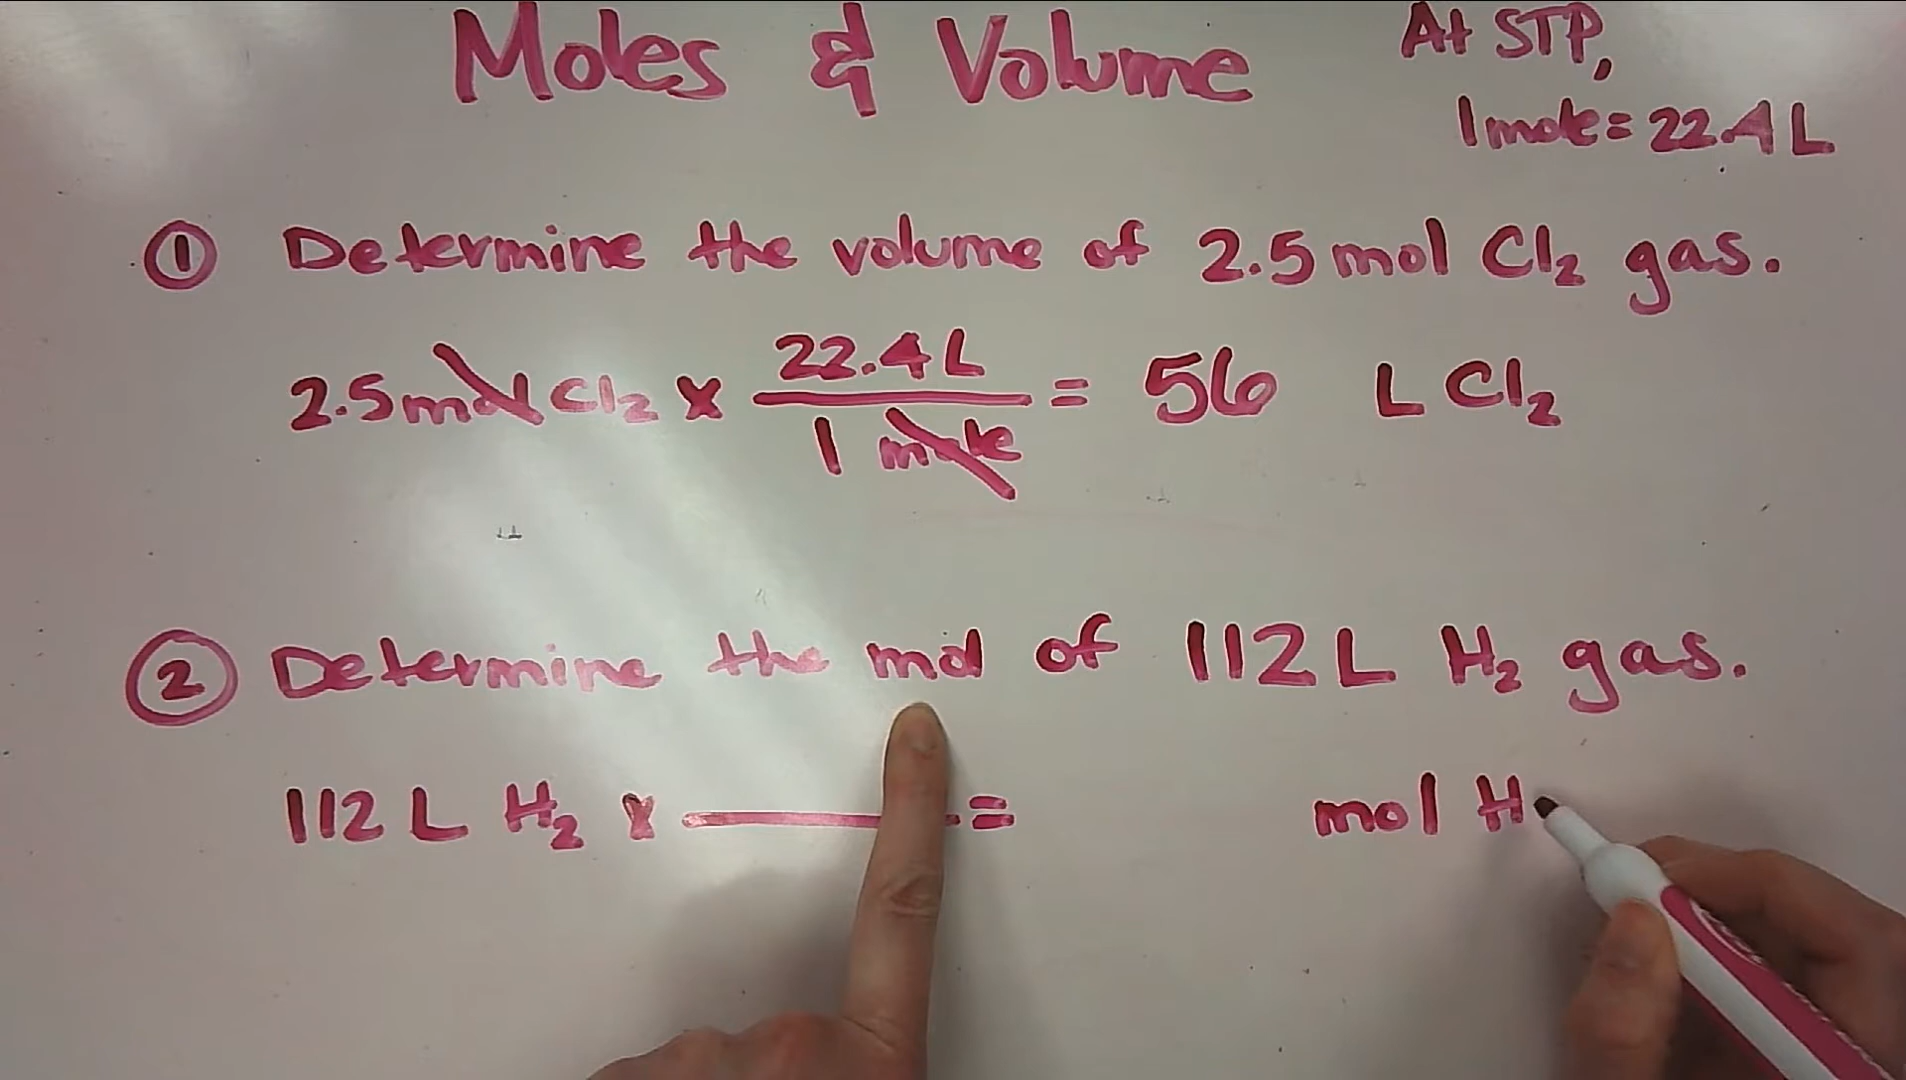 Moles & Volume
At STP,
1 mole = 22.4 L
① Determine the volume of 2.5 mol Cl₂ gas.
2.5 mol Cl₂ x 22.4 L / 1 mole = 56 L Cl₂
② Determine the mol of 112 L H₂ gas.
112 L H₂ x ___ = mol H